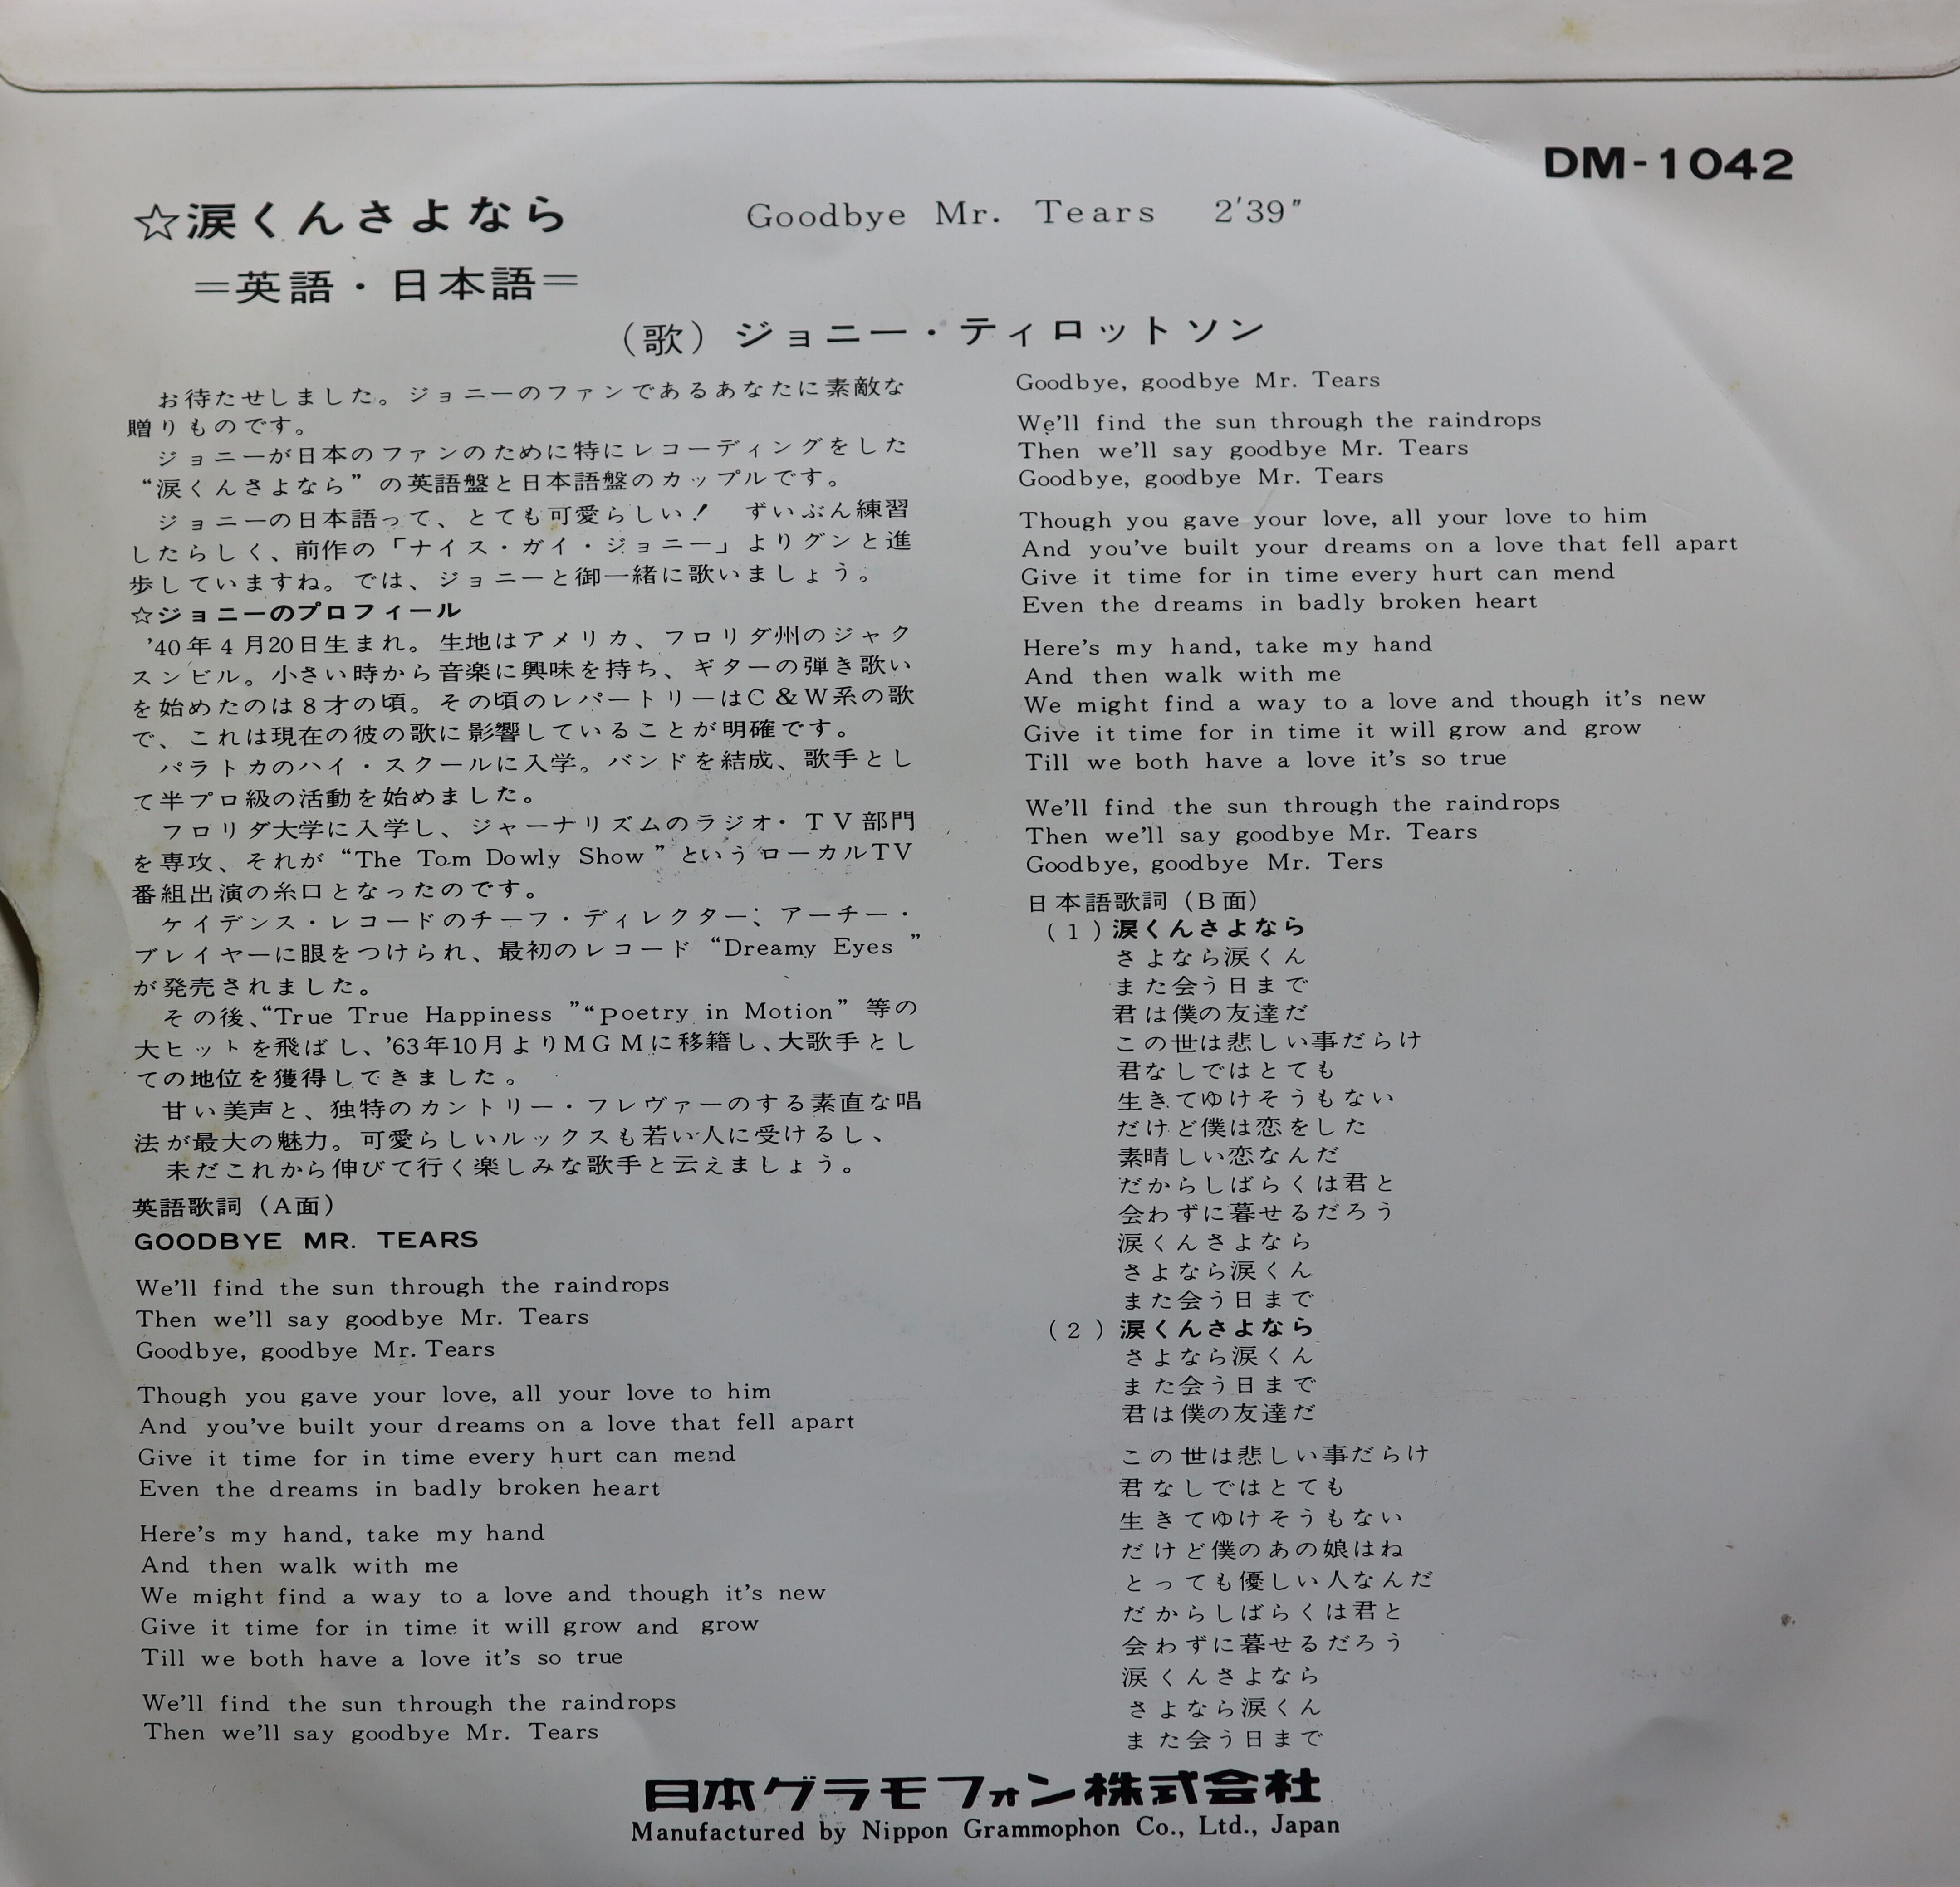 DM-1042
☆涙くんさよなら Goodbye Mr. Tears 2'39"
=英語・日本語=
(歌) ジョニー・ティロットソン
お待たせしました。ジョニーのファンであるあなたに素敵な
贈りものです。
ジョニーが日本のファンのために特にレコーディングをした
“涙くんさよなら”の英語盤と日本語盤のカップルです。
ジョニーの日本語って、とても可愛らしい！ ずいぶん練習
したらしく、前作の「ナイス・ガイ・ジョニー」よりグンと進
歩していますね。では、ジョニーと御一緒に歌いましょう。
☆ジョニーのプロフィール
'40年4月20日生まれ。生地はアメリカ、フロリダ州のジャク
スンビル。小さい時から音楽に興味を持ち、ギターの弾き歌い
を始めたのは8才の頃。その頃のレパートリーはC&W系の歌
で、これは現在の彼の歌に影響していることが明確です。
パラトカのハイ・スクールに入学。バンドを結成、歌手とし
て半プロ級の活動を始めました。
フロリダ大学に入学し、ジャーナリズムのラジオ・TV部門
を専攻、それが“The Tom Dowly Show”というローカルTV
番組出演の糸口となったのです。
ケイデンス・レコードのチーフ・ディレクター、アーチー・
ブレイヤーに眼をつけられ、最初のレコード“Dreamy Eyes”
が発売されました。
その後、“True True Happiness”“Poetry in Motion”等の
大ヒットを飛ばし、'63年10月よりMGMに移籍し、大歌手とし
ての地位を獲得してきました。
甘い美声と、独特のカントリー・フレヴァーのする素直な唱
法が最大の魅力。可愛らしいルックスも若い人に受けるし、
未だこれから伸びて行く楽しみな歌手と云えましょう。
英語歌詞（A面）
GOODBYE MR. TEARS
We'll find the sun through the raindrops
Then we'll say goodbye Mr. Tears
Goodbye, goodbye Mr. Tears
Though you gave your love, all your love to him
And you've built your dreams on a love that fell apart
Give it time for in time every hurt can mend
Even the dreams in badly broken heart
Here's my hand, take my hand
And then walk with me
We might find a way to a love and though it's new
Give it time for in time it will grow and grow
Till we both have a love it's so true
We'll find the sun through the raindrops
Then we'll say goodbye Mr. Tears
Goodbye, goodbye Mr. Tears
We'll find the sun through the raindrops
Then we'll say goodbye Mr. Tears
Goodbye, goodbye Mr. Tears
Though you gave your love, all your love to him
And you've built your dreams on a love that fell apart
Give it time for in time every hurt can mend
Even the dreams in badly broken heart
Here's my hand, take my hand
And then walk with me
We might find a way to a love and though it's new
Give it time for in time it will grow and grow
Till we both have a love it's so true
We'll find the sun through the raindrops
Then we'll say goodbye Mr. Tears
Goodbye, goodbye Mr. Ters
日本語歌詞（B面）
(1)涙くんさよなら
さよなら涙くん
また会う日まで
君は僕の友達だ
この世は悲しい事だらけ
君なしではとても
生きてゆけそうもない
だけど僕は恋をした
素晴しい恋なんだ
だからしばらくは君と
会わずに暮せるだろう
涙くんさよなら
さよなら涙くん
また会う日まで
(2)涙くんさよなら
さよなら涙くん
また会う日まで
君は僕の友達だ
この世は悲しい事だらけ
君なしではとても
生きてゆけそうもない
だけど僕のあの娘はね
とっても優しい人なんだ
だからしばらくは君と
会わずに暮せるだろう
涙くんさよなら
さよなら涙くん
また会う日まで
日本グラモフォン株式会社
Manufactured by Nippon Grammophon Co., Ltd., Japan